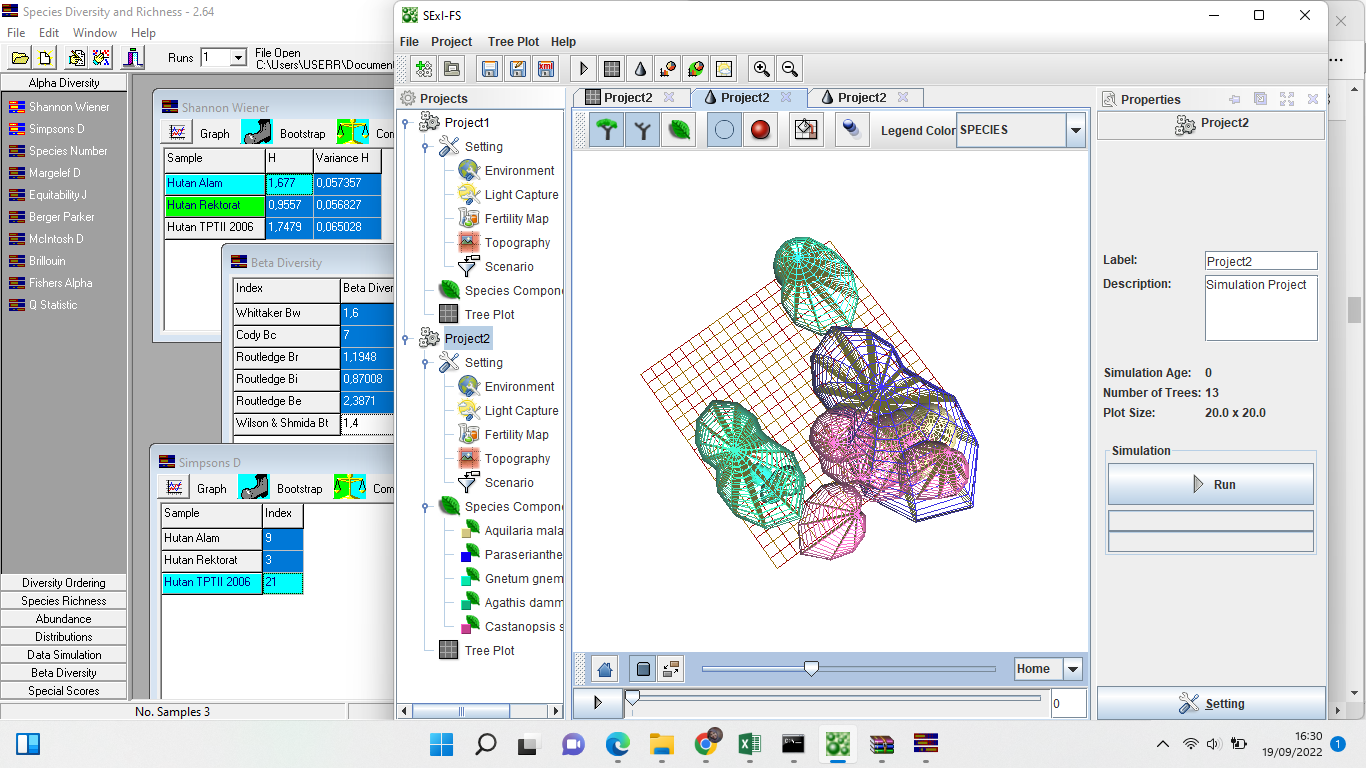 Species Diversity and Richness - 2.64
File Edit Window Help
Runs 1 File Open
C:\Users\USERR\Documen
Alpha Diversity
Shannon Wiener
Simpsons D
Species Number
Margelef D
Equitability J
Berger Parker
McIntosh D
Brillouin
Fishers Alpha
Q Statistic
Diversity Ordering
Species Richness
Abundance
Distributions
Data Simulation
Beta Diversity
Special Scores
No. Samples 3
Shannon Wiener
Graph Bootstrap Con
Sample H Variance H
Hutan Alam 1,677 0,057357
Hutan Rektorat 0,9557 0,056827
Hutan TPTII 2006 1,7479 0,065028
Beta Diversity
Index Beta Diver
Whittaker Bw 1,6
Cody Bc 7
Routledge Br 1,1948
Routledge Bi 0,87008
Routledge Be 2,3871
Wilson & Shmida Bt 1,4
Simpsons D
Graph Bootstrap Com
Sample Index
Hutan Alam 9
Hutan Rektorat 3
Hutan TPTII 2006 21
SExI-FS
File Project Tree Plot Help
Projects
Project1
Setting
Environment
Light Capture
Fertility Map
Topography
Scenario
Species Compone
Tree Plot
Project2
Setting
Environment
Light Capture
Fertility Map
Topography
Scenario
Species Compone
Aquilaria mala
Paraserianthe
Gnetum gnem
Agathis damm
Castanopsis s
Tree Plot
Project2 Project2 Project2
Legend Color SPECIES
Home
0
Properties
Project2
Label: Project2
Description: Simulation Project
Simulation Age: 0
Number of Trees: 13
Plot Size: 20.0 x 20.0
Simulation
Run
Setting
16:30
19/09/2022
1